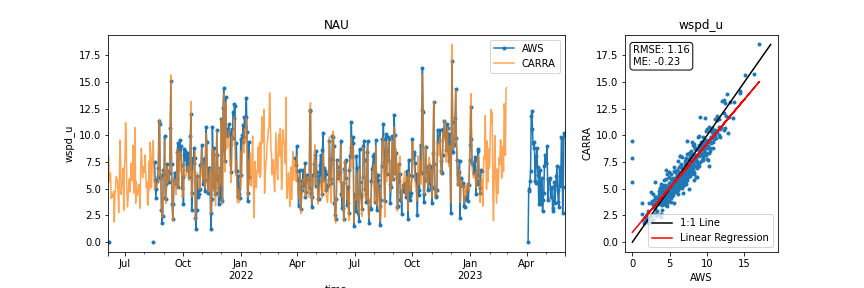 NAU
wspd_u
17.5
15.0
12.5
10.0
7.5
5.0
2.5
0.0
Jul
Oct
Jan
2022
Apr
Jul
Oct
Jan
2023
Apr
AWS
CARRA
wspd_u
RMSE: 1.16
ME: -0.23
CARRA
17.5
15.0
12.5
10.0
7.5
5.0
2.5
0.0
1:1 Line
Linear Regression
0
5
10
15
AWS